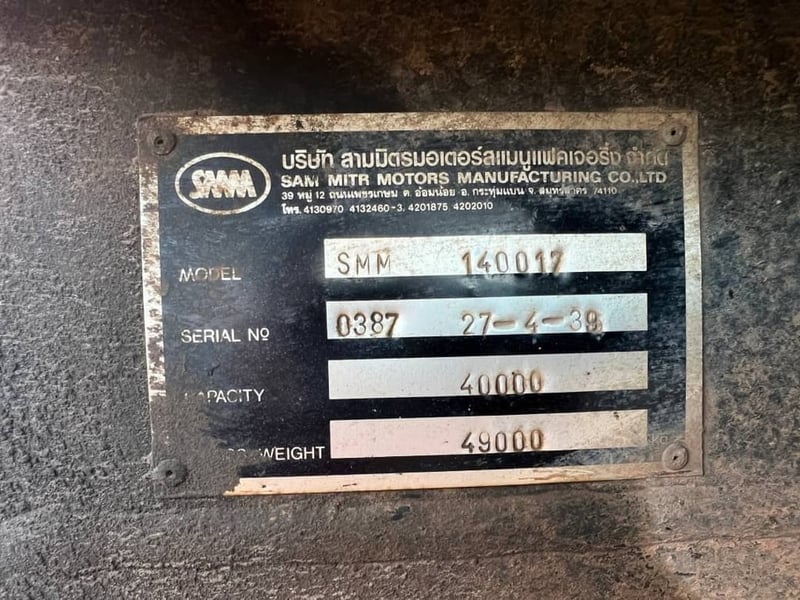 SMM
บริษัท สามมิตรมอเตอร์สแมนูแฟคเจอริ่ง จำกัด
SAM MITR MOTORS MANUFACTURING CO.,LTD
39 หมู่ 12 ถนนเพชรเกษม ต. อ้อมน้อย อ. กระทุ่มแบน จ. สมุทรสาคร 74110
โทร. 4130970 4132460-3. 4201875 4202010
MODEL SMM 140017
SERIAL Nº 0387 27-4-39
CAPACITY 40000
WEIGHT 49000 kg